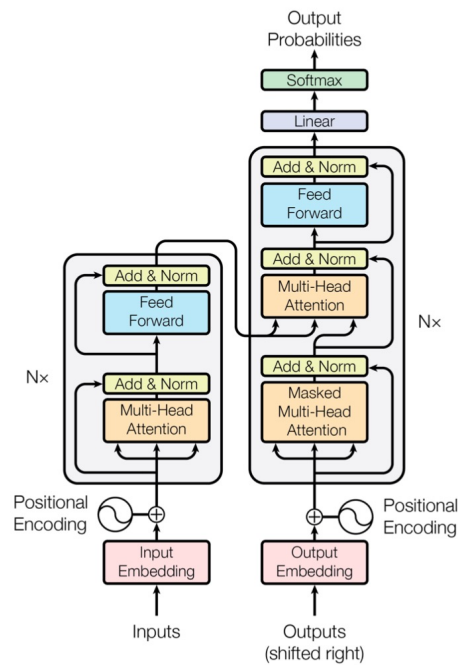 Output
Probabilities
Softmax
Linear
Add & Norm
Feed
Forward
Add & Norm
Multi-Head
Attention
Add & Norm
Masked
Multi-Head
Attention
N×
Add & Norm
Feed
Forward
N×
Add & Norm
Multi-Head
Attention
Positional
Encoding
Positional
Encoding
Input
Embedding
Output
Embedding
Inputs
Outputs
(shifted right)